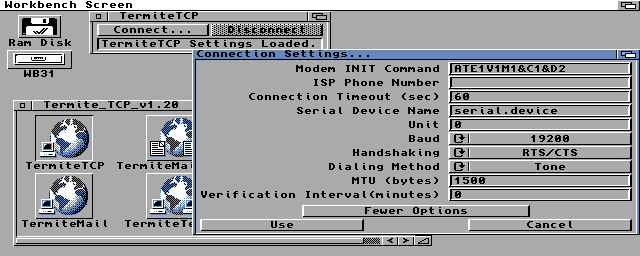 Workbench Screen
Ram Disk
WB31
TermiteTCP
Connect...
Disconnect
TermiteTCP Settings Loaded.
Termite_TCP_v1.20
TermiteTCP
TermiteMa
TermiteMail
TermiteTe
Connection Settings...
Modem INIT Command ATE1V1M1&C1&D2
ISP Phone Number
Connection Timeout (sec) 60
Serial Device Name serial.device
Unit 0
Baud 19200
Handshaking RTS/CTS
Dialing Method Tone
MTU (bytes) 1500
Verification Interval(minutes) 0
Fewer Options
Use
Cancel